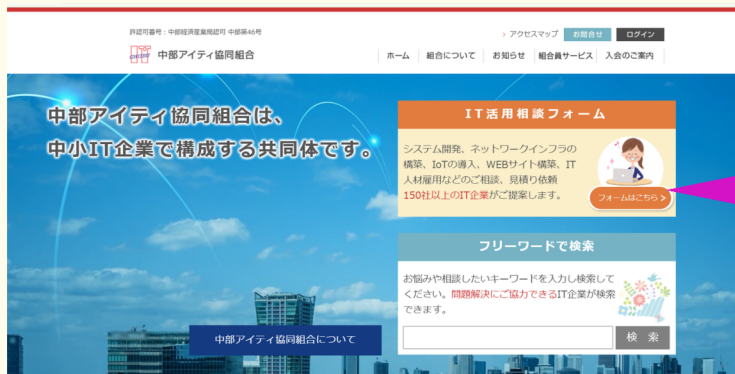 許認可番号：中部経済産業局認可 中部第46号
アクセスマップ
お問合せ
ログイン
中部アイティ協同組合
ホーム
組合について
お知らせ
組合員サービス
入会のご案内
中部アイティ協同組合は、
中小IT企業で構成する共同体です。
IT活用相談フォーム
システム開発、ネットワークインフラの
構築、IoTの導入、WEBサイト構築、IT
人材雇用などのご相談、見積り依頼
150社以上のIT企業がご提案します。
フォームはこちら
フリーワードで検索
お悩みや相談したいキーワードを入力し検索して
ください。問題解決にご協力できるIT企業が検索
できます。
検 索
中部アイティ協同組合について